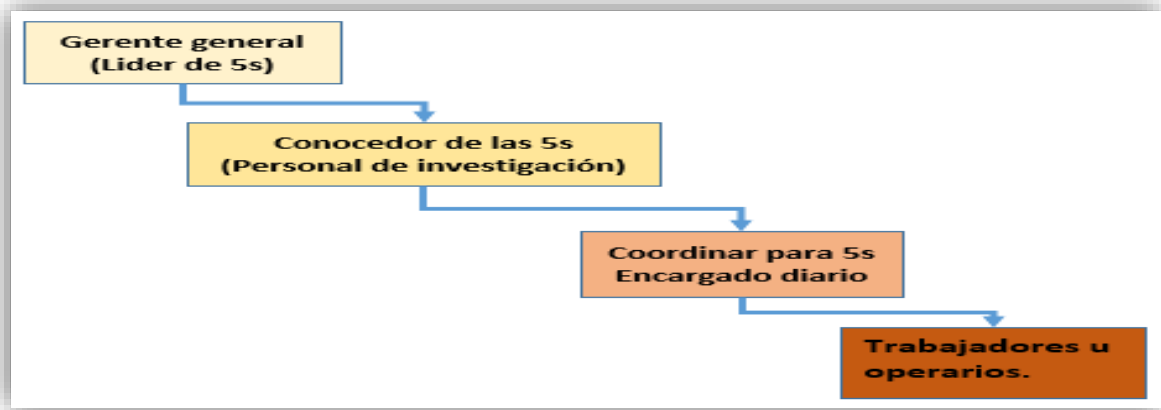 Gerente general
(Lider de 5s)
Conocedor de las 5s
(Personal de investigación)
Coordinar para 5s
Encargado diario
Trabajadores u
operarios.